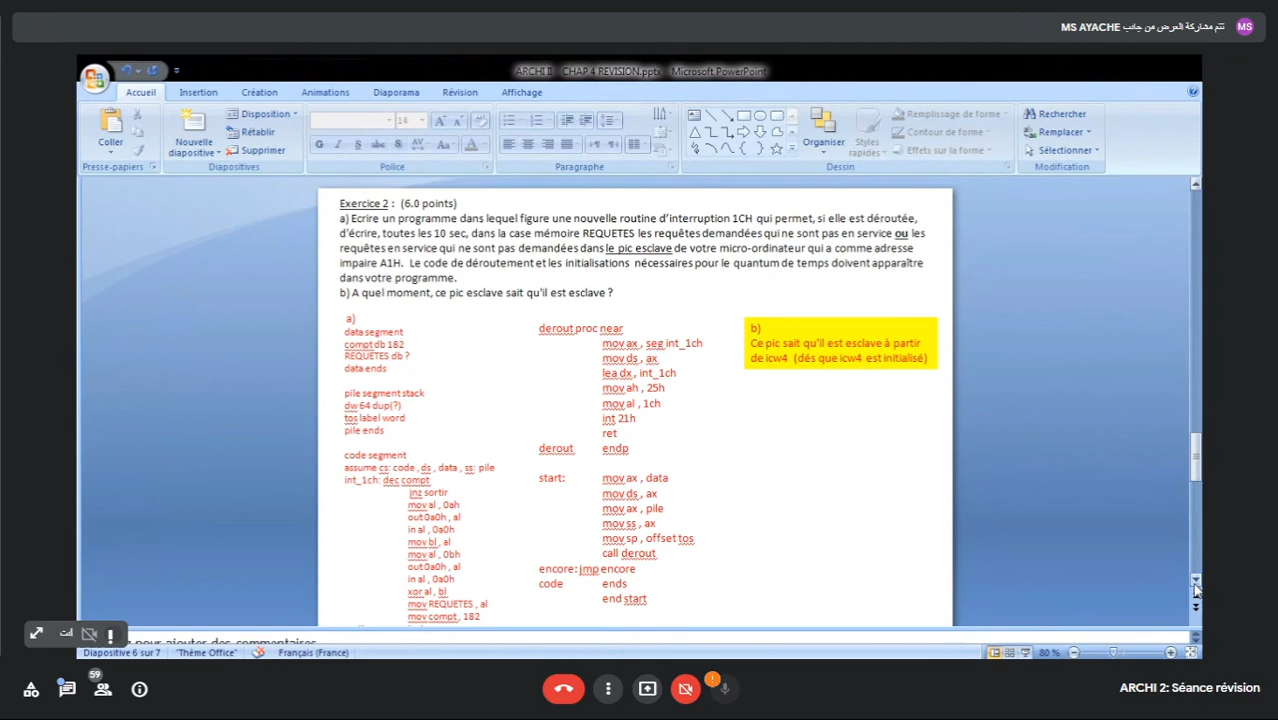 تتم مشاركة العرض من جانب MS AYACHE
MS
ARCHI II CHAP 4 REVISION.pptx - Microsoft PowerPoint
Accueil Insertion Création Animations Diaporama Révision Affichage
Coller
Presse-papiers
Nouvelle
diapositive
Disposition
Rétablir
Supprimer
Diapositives
14
G I S abc S AV Aa A
Police
Paragraphe
Organiser
Styles
rapides
Remplissage de forme
Contour de forme
Effets sur la forme
Dessin
Rechercher
Remplacer
Sélectionner
Modification
Exercice 2 : (6.0 points)
a) Ecrire un programme dans lequel figure une nouvelle routine d'interruption 1CH qui permet, si elle est déroutée,
d'écrire, toutes les 10 sec, dans la case mémoire REQUETES les requêtes demandées qui ne sont pas en service ou les
requêtes en service qui ne sont pas demandées dans le pic esclave de votre micro-ordinateur qui a comme adresse
impaire A1H. Le code de déroutement et les initialisations nécessaires pour le quantum de temps doivent apparaître
dans votre programme.
b) A quel moment, ce pic esclave sait qu'il est esclave ?
a)
data segment
compt db 182
REQUETES db ?
data ends
pile segment stack
dw 64 dup(?)
tos label word
pile ends
code segment
assume cs: code , ds , data , ss: pile
int_1ch: dec compt
jnz sortir
mov al , 0ah
out 0a0h , al
in al , 0a0h
mov bl , al
mov al , 0bh
out 0a0h , al
in al , 0a0h
xor al , bl
mov REQUETES , al
mov compt , 182
derout proc near
mov ax , seg int_1ch
mov ds , ax
lea dx , int_1ch
mov ah , 25h
mov al , 1ch
int 21h
ret
derout endp
start: mov ax , data
mov ds , ax
mov ax , pile
mov ss , ax
mov sp , offset tos
call derout
encore: jmp encore
code ends
end start
b)
Ce pic sait qu'il est esclave à partir
de icw4 (dés que icw4 est initialisé)
pour ajouter des commentaires
أنت
Diapositive 6 sur 7 "Thème Office" Français (France) 80 %
59
ARCHI 2: Séance révision